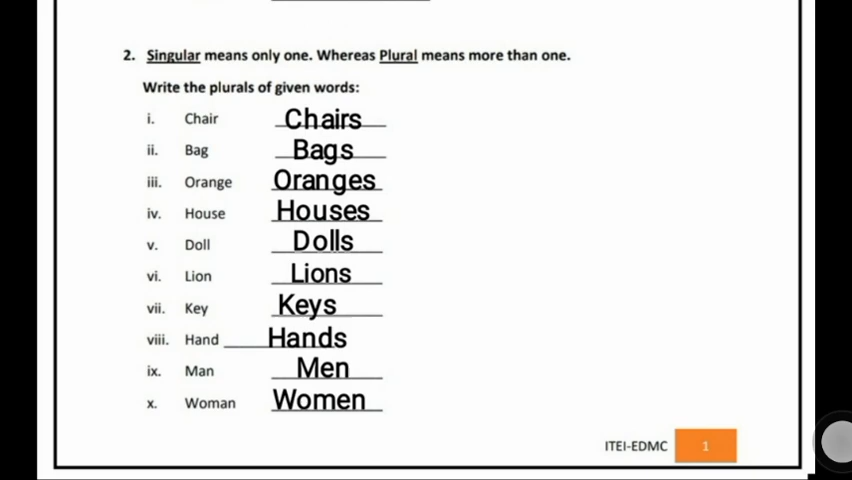 2. Singular means only one. Whereas Plural means more than one.
Write the plurals of given words:
i. Chair Chairs
ii. Bag Bags
iii. Orange Oranges
iv. House Houses
v. Doll Dolls
vi. Lion Lions
vii. Key Keys
viii. Hand Hands
ix. Man Men
x. Woman Women
ITEI-EDMC 1